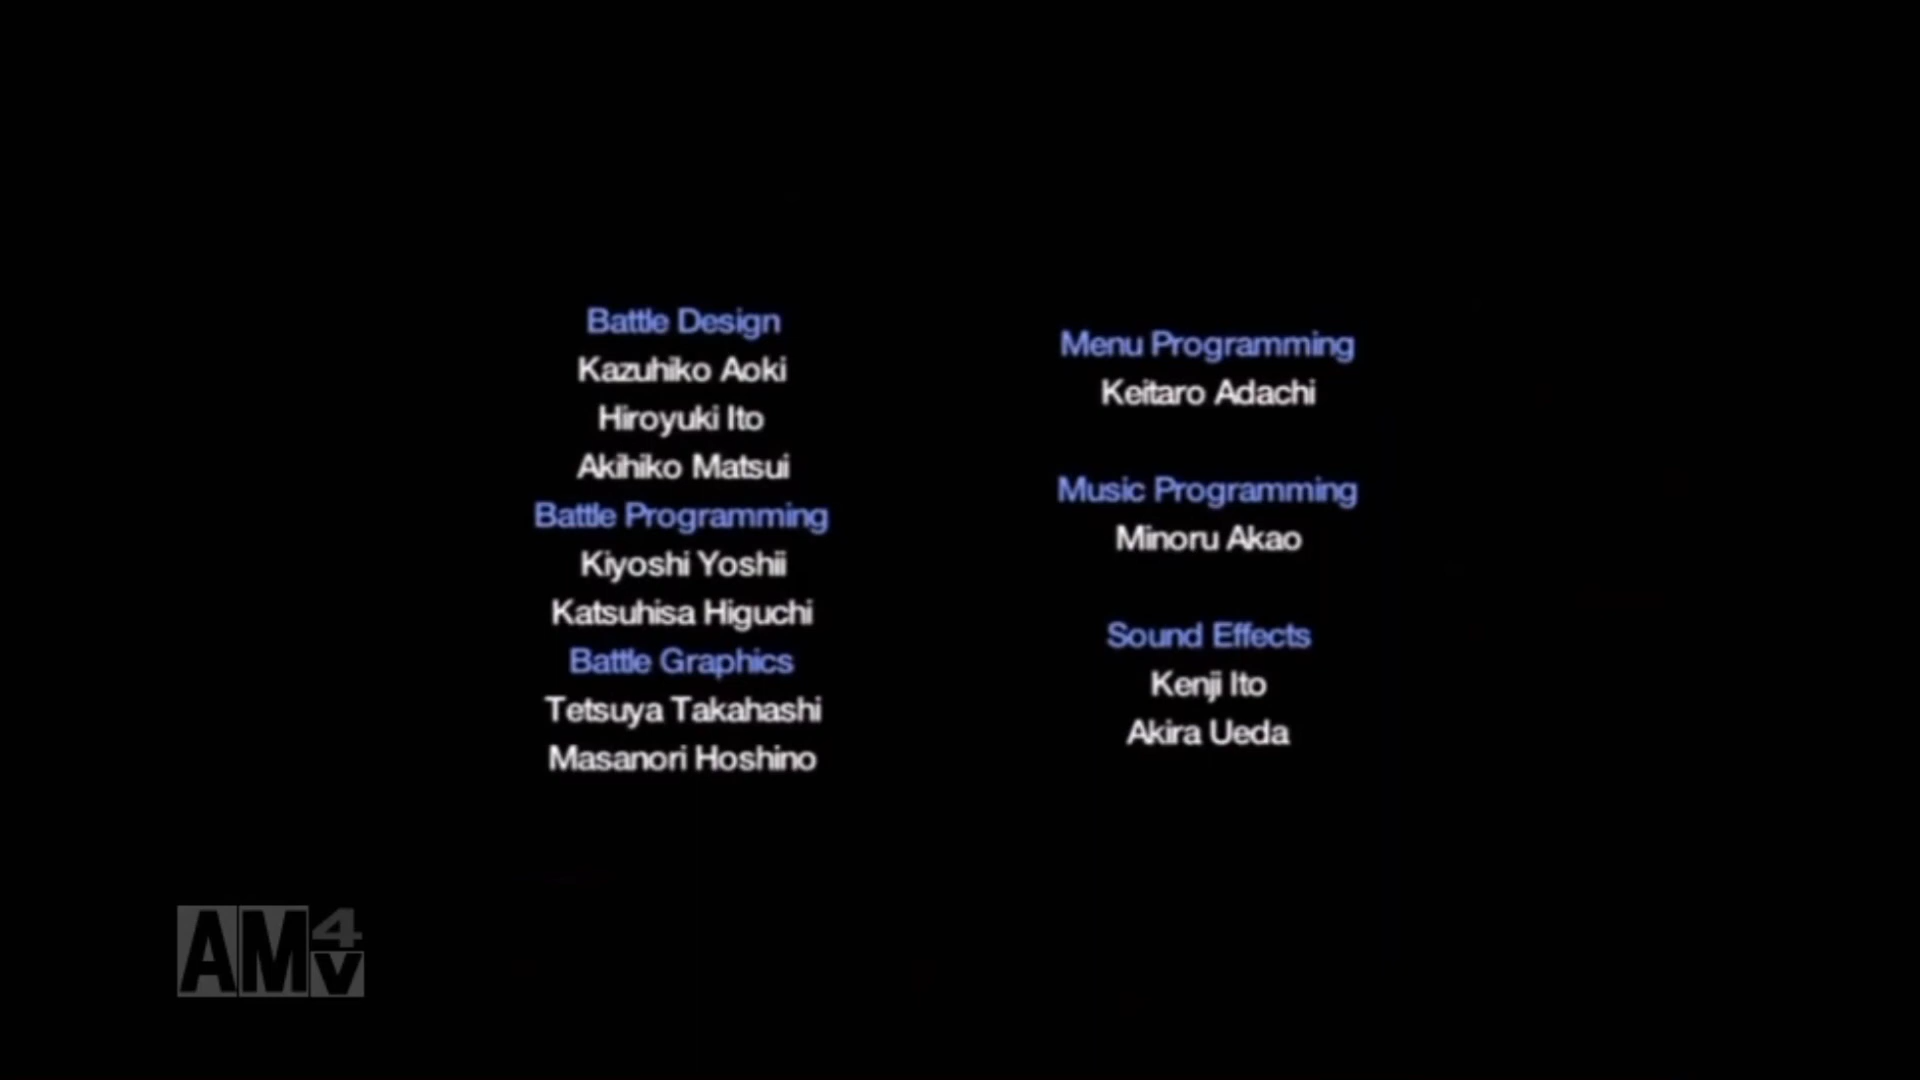 Battle Design
Kazuhiko Aoki
Hiroyuki Ito
Akihiko Matsui
Battle Programming
Kiyoshi Yoshii
Katsuhisa Higuchi
Battle Graphics
Tetsuya Takahashi
Masanori Hoshino
Menu Programming
Keitaro Adachi
Music Programming
Minoru Akao
Sound Effects
Kenji Ito
Akira Ueda
AM4V